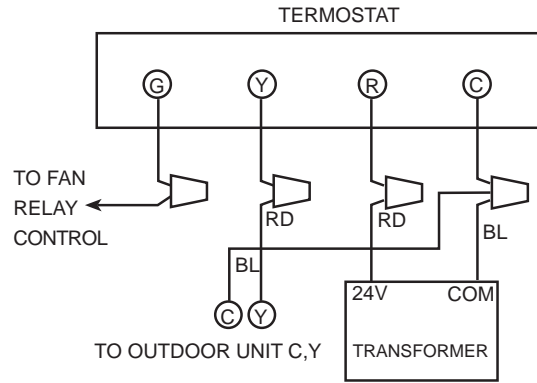 TERMOSTAT
G Y R C
TO FAN
RELAY
CONTROL
RD RD BL
BL
24V COM
C Y
TO OUTDOOR UNIT C,Y
TRANSFORMER